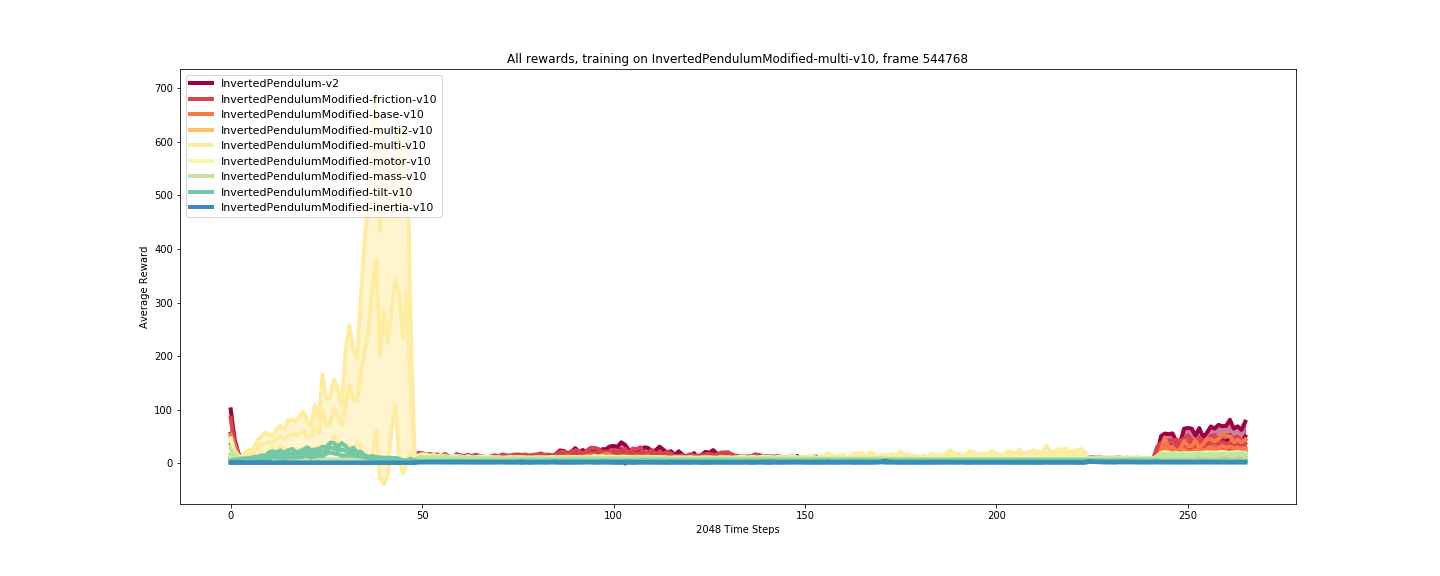 All rewards, training on InvertedPendulumModified-multi-v10, frame 544768
InvertedPendulum-v2
InvertedPendulumModified-friction-v10
InvertedPendulumModified-base-v10
InvertedPendulumModified-multi2-v10
InvertedPendulumModified-multi-v10
InvertedPendulumModified-motor-v10
InvertedPendulumModified-mass-v10
InvertedPendulumModified-tilt-v10
InvertedPendulumModified-inertia-v10
Average Reward
700
600
500
400
300
200
100
0
0 50 100 150 200 250
2048 Time Steps